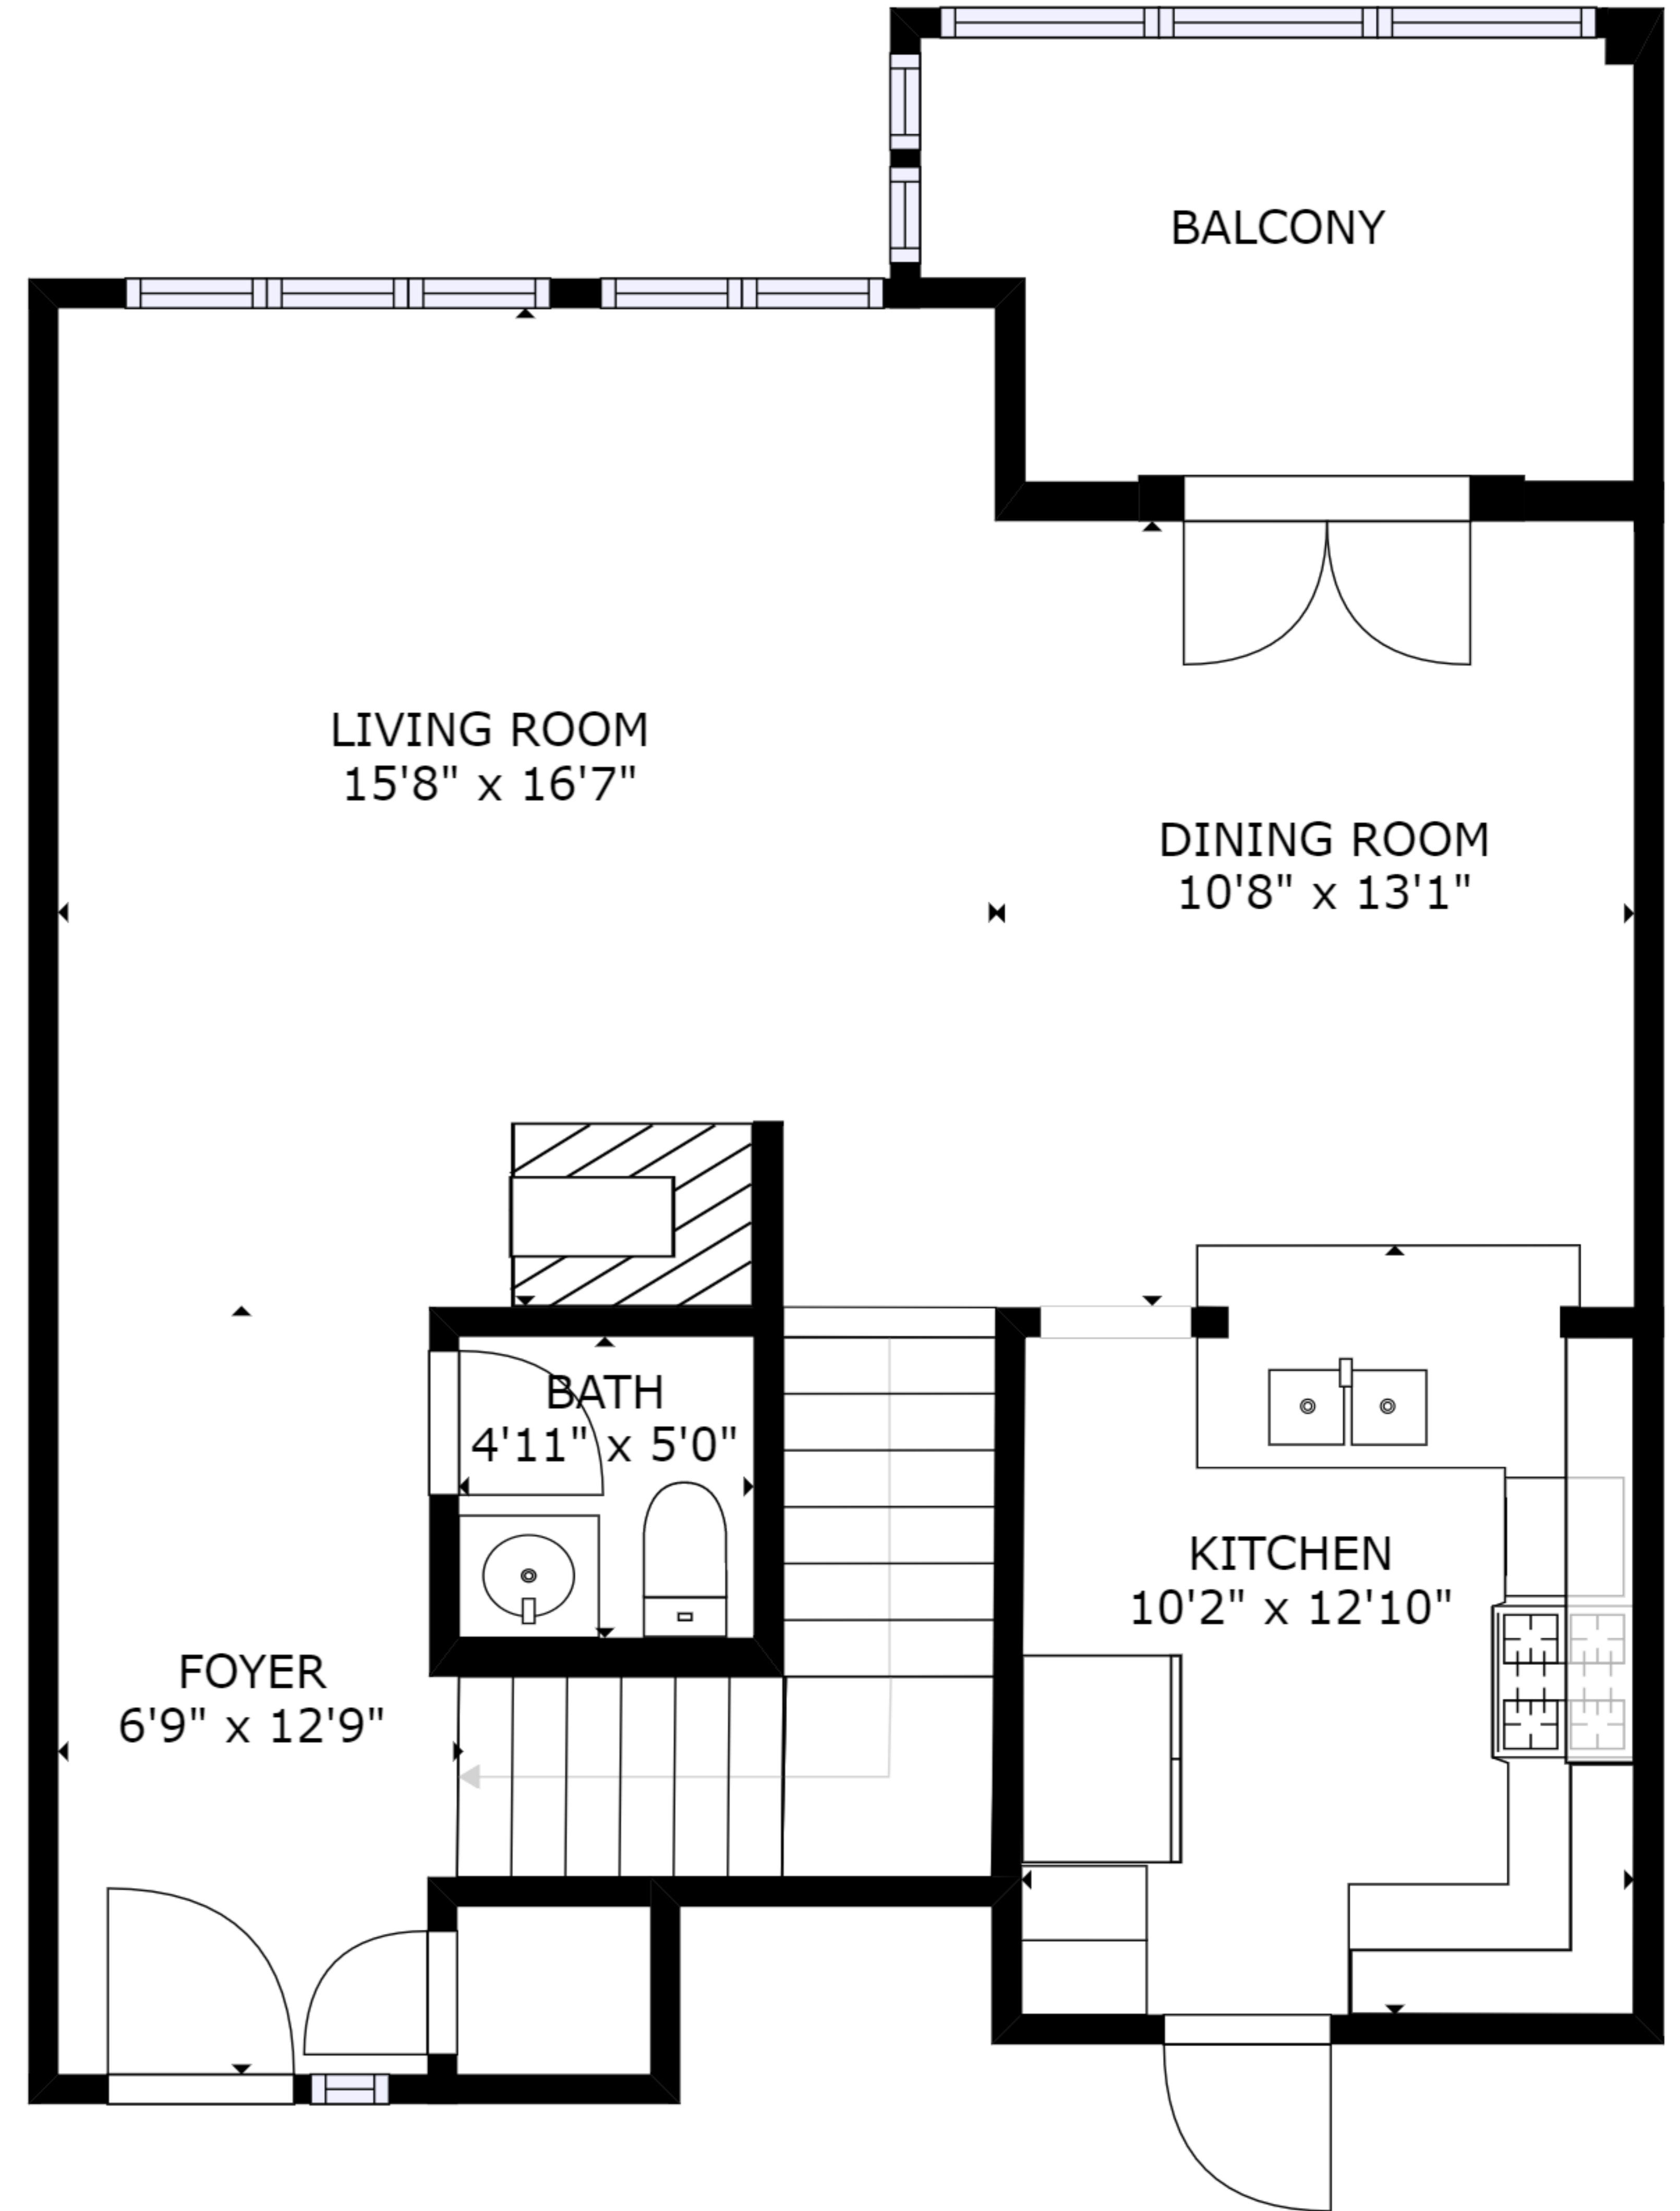 BALCONY
LIVING ROOM
15'8" x 16'7"
DINING ROOM
10'8" x 13'1"
BATH
4'11" x 5'0"
KITCHEN
10'2" x 12'10"
FOYER
6'9" x 12'9"